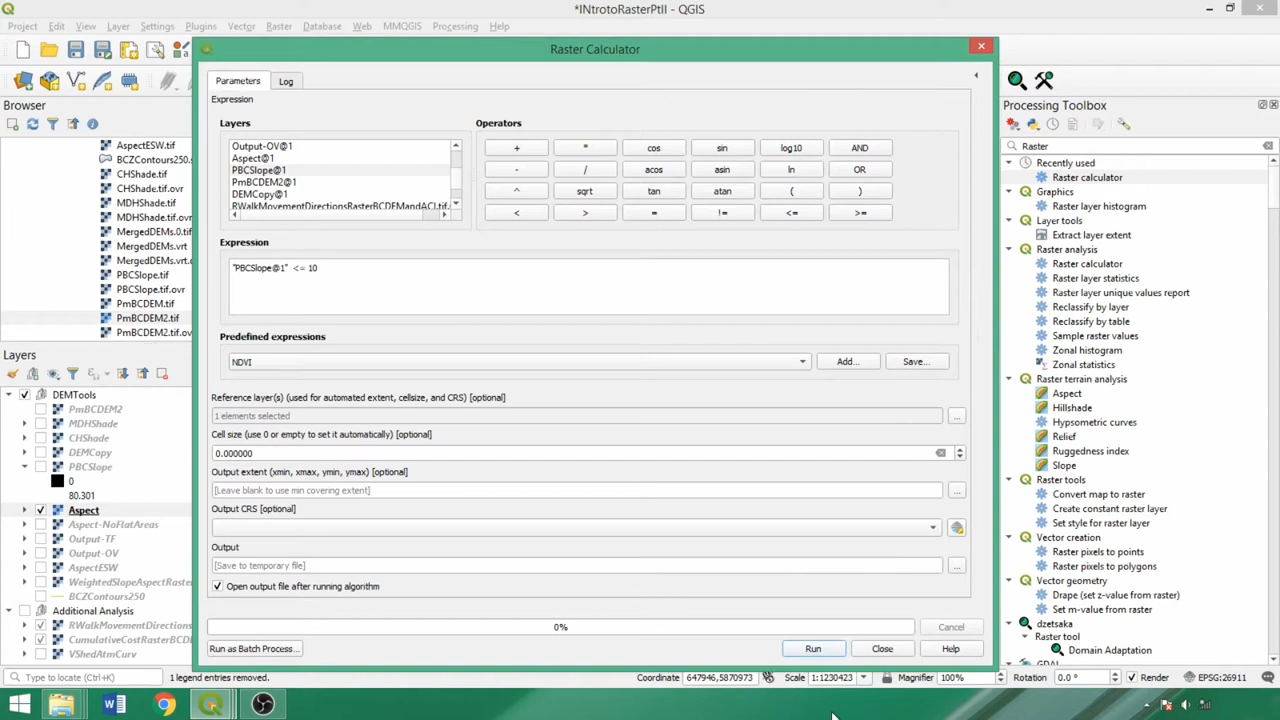 *INtrotoRasterPtII - QGIS
Project Edit View Layer Settings Plugins Vector Raster Database Web MMQGIS Processing Help
Browser
AspectESW.tif
BCZContours250.s
CHShade.tif
CHShade.tif.ovr
MDHShade.tif
MDHShade.tif.ovr
MergedDEMs.0.tif
MergedDEMs.vrt
MergedDEMs.vrt.
PBCSlope.tif
PBCSlope.tif.ovr
PmBCDEM.tif
PmBCDEM2.tif
PmBCDEM2.tif.ov
Layers
DEMTools
PmBCDEM2
MDHShade
CHShade
DEMCopy
PBCSlope
0
80.301
Aspect
Aspect-NoFlatAreas
Output-TF
Output-OV
AspectESW
WeightedSlopeAspectRaster
BCZContours250
Additional Analysis
RWalkMovementDirections
CumulativeCostRasterBCDE
VShedAtmCurv
Raster Calculator
Parameters Log
Expression
Layers
Output-OV@1
Aspect@1
PBCSlope@1
PmBCDEM2@1
DEMCopy@1
RWalkMovementDirectionsRasterBCDEMandACI.tif
Operators
+ * cos sin log10 AND
- / acos asin ln OR
^ sqrt tan atan ( )
< > = != <= >=
Expression
"PBCSlope@1" <= 10
Predefined expressions
NDVI Add... Save...
Reference layer(s) (used for automated extent, cellsize, and CRS) [optional]
1 elements selected ...
Cell size (use 0 or empty to set it automatically) [optional]
0.000000
Output extent (xmin, xmax, ymin, ymax) [optional]
[Leave blank to use min covering extent] ...
Output CRS [optional]
Output
[Save to temporary file] ...
Open output file after running algorithm
0% Cancel
Run as Batch Process... Run Close Help
Processing Toolbox
Raster
Recently used
Raster calculator
Graphics
Raster layer histogram
Layer tools
Extract layer extent
Raster analysis
Raster calculator
Raster layer statistics
Raster layer unique values report
Reclassify by layer
Reclassify by table
Sample raster values
Zonal histogram
Zonal statistics
Raster terrain analysis
Aspect
Hillshade
Hypsometric curves
Relief
Ruggedness index
Slope
Raster tools
Convert map to raster
Create constant raster layer
Set style for raster layer
Vector creation
Raster pixels to points
Raster pixels to polygons
Vector geometry
Drape (set z-value from raster)
Set m-value from raster
dzetsaka
Raster tool
Domain Adaptation
GDAL
Type to locate (Ctrl+K) 1 legend entries removed. Coordinate 647946,5870973 Scale 1:1230423 Magnifier 100% Rotation 0.0 ° Render EPSG:26911